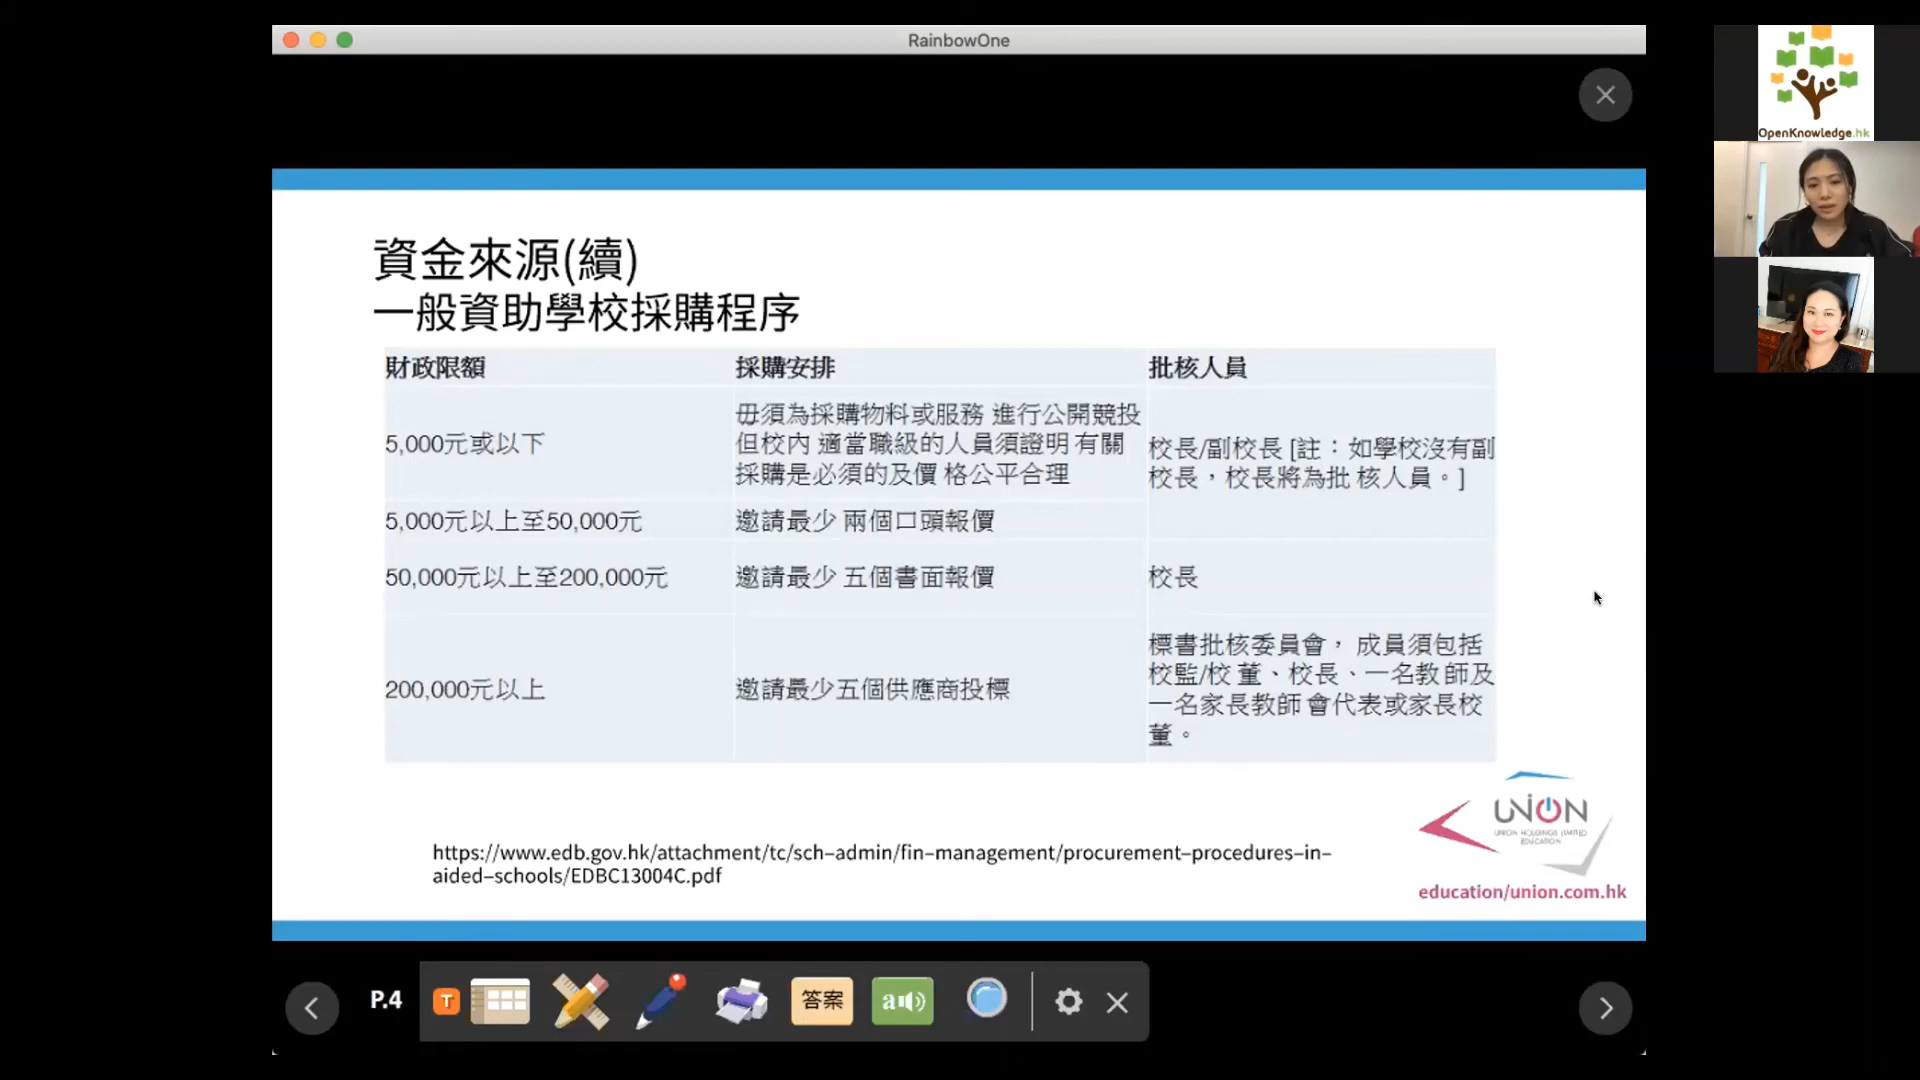 RainbowOne
OpenKnowledge.hk
資金來源(續)
一般資助學校採購程序
財政限額
採購安排
批核人員
5,000元或以下
毋須為採購物料或服務 進行公開競投
但校內 適當職級的人員須證明 有關
採購是必須的及價 格公平合理
校長/副校長 [註：如學校沒有副
校長，校長將為批 核人員。]
5,000元以上至50,000元
邀請最少 兩個口頭報價
50,000元以上至200,000元
邀請最少 五個書面報價
校長
200,000元以上
邀請最少五個供應商投標
標書批核委員會， 成員須包括
校監/校 董、校長、一名教 師及
一名家長教師 會代表或家長校
董。
https://www.edb.gov.hk/attachment/tc/sch-admin/fin-management/procurement-procedures-in-
aided-schools/EDBC13004C.pdf
UNION
UNION HOLDINGS LIMITED
EDUCATION
education/union.com.hk
P.4
T
答案
a